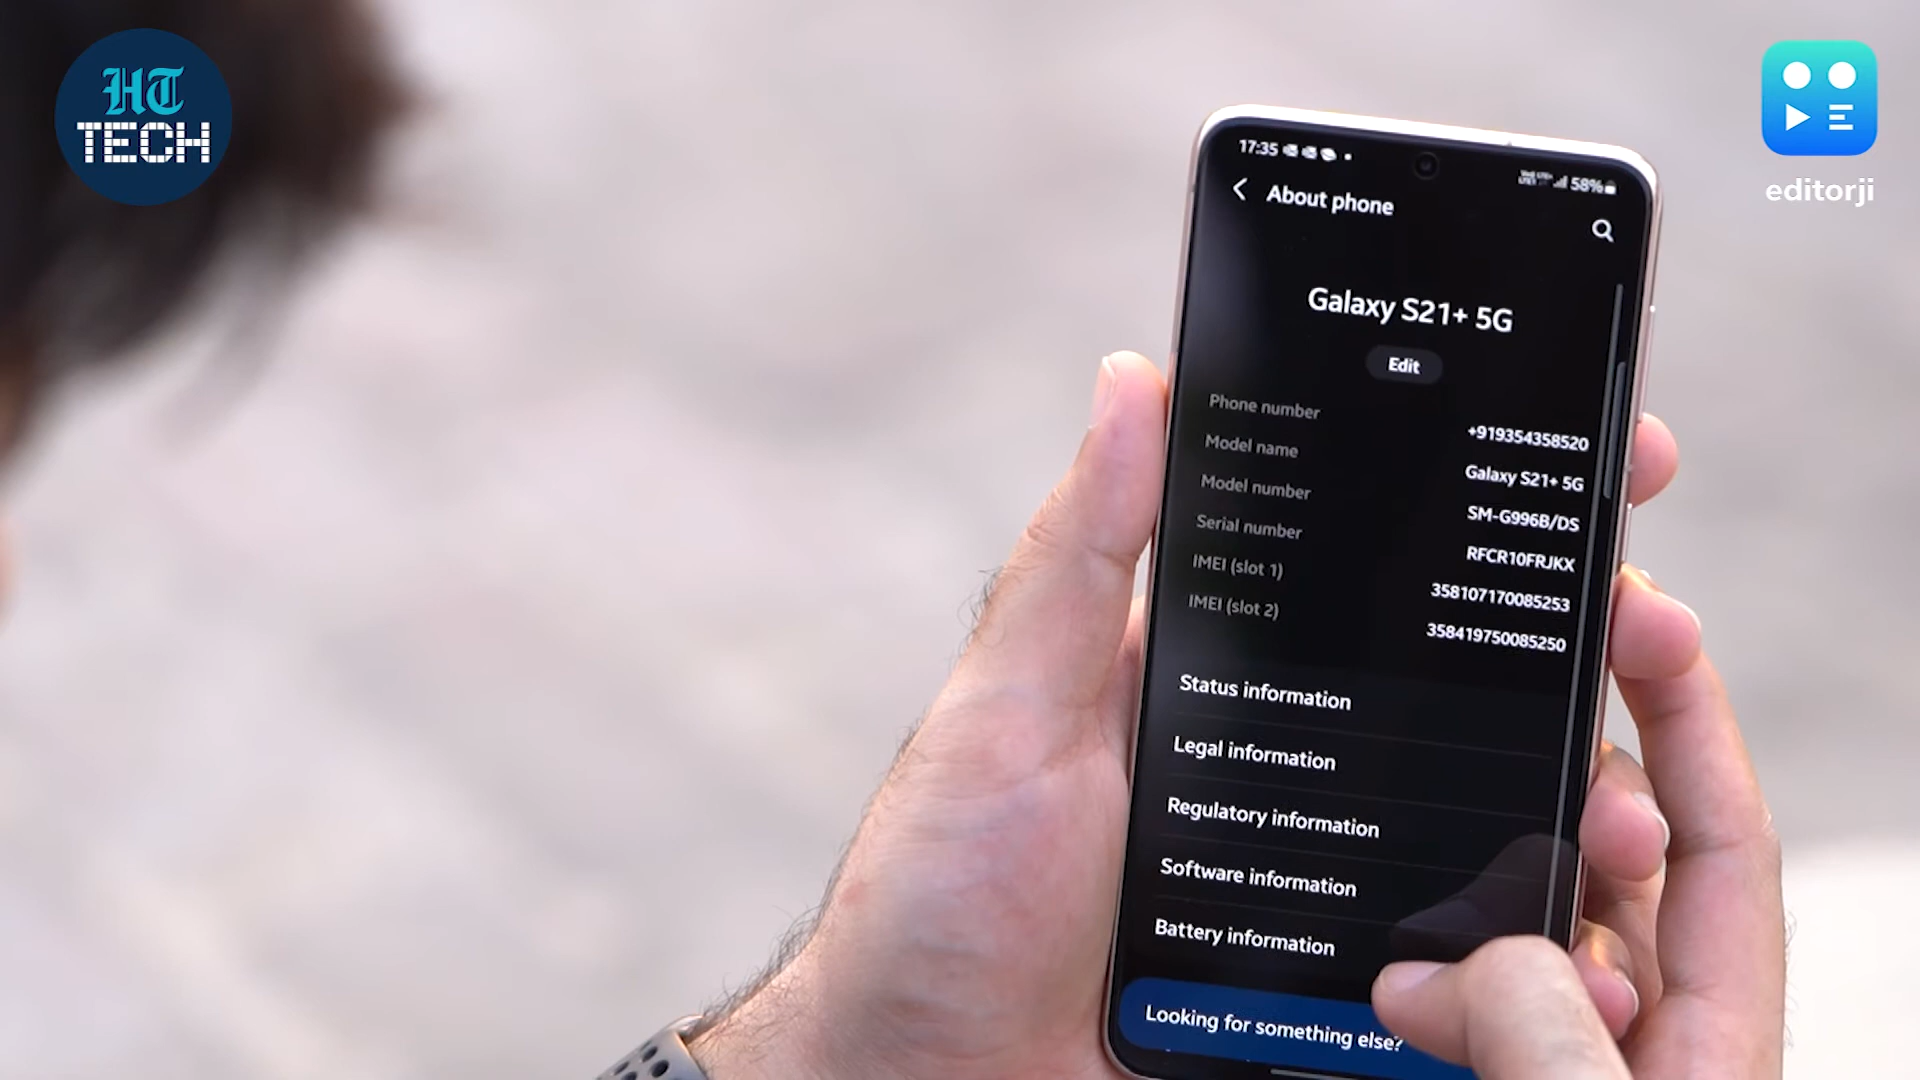 HT
TECH
editorji
17:35
58%
About phone
Galaxy S21+ 5G
Edit
Phone number
+919354358520
Model name
Galaxy S21+ 5G
Model number
SM-G996B/DS
Serial number
RFCR10FRJKX
IMEI (slot 1)
358107170085253
IMEI (slot 2)
358419750085250
Status information
Legal information
Regulatory information
Software information
Battery information
Looking for something else?